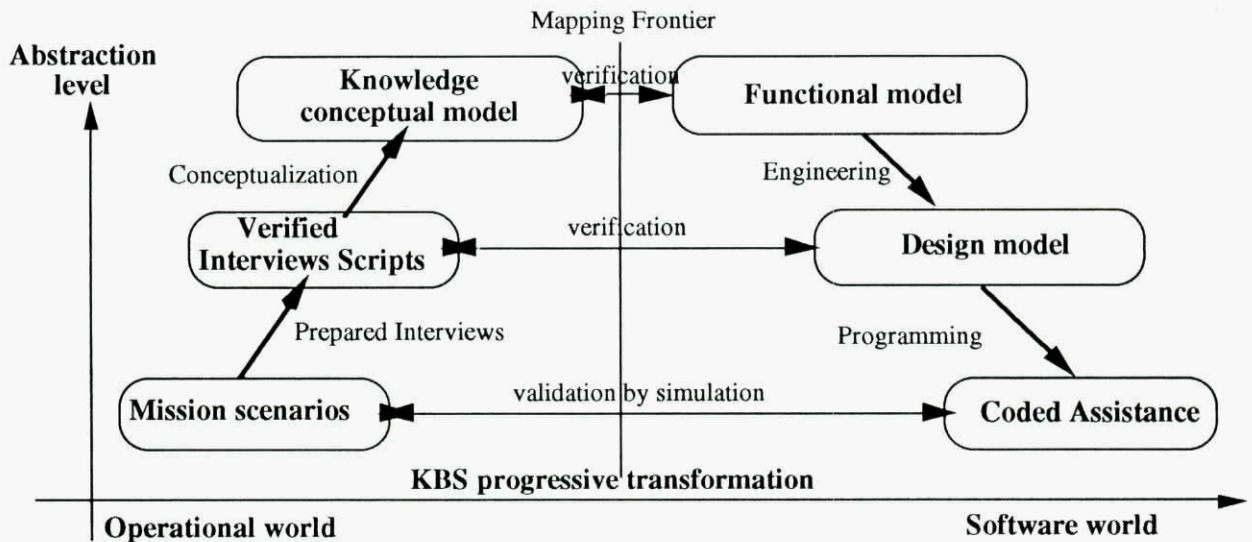 Mapping Frontier
Abstraction
level
Knowledge
conceptual model
verification
Functional model
Conceptualization
Engineering
Verified
Interviews Scripts
verification
Design model
Prepared Interviews
Programming
Mission scenarios
validation by simulation
Coded Assistance
KBS progressive transformation
Operational world
Software world